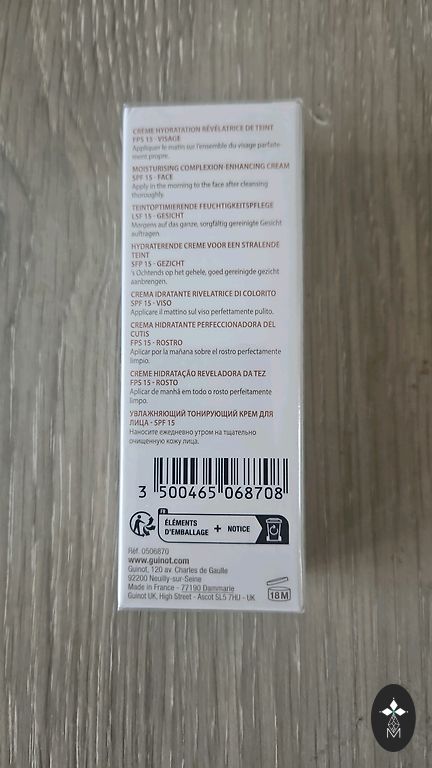 CRÈME HYDRATATION RÉVÉLATRICE DE TEINT
FPS 15 - VISAGE
Appliquer le matin sur l'ensemble du visage parfaite-
ment propre.
MOISTURISING COMPLEXION-ENHANCING CREAM
SPF 15 - FACE
Apply in the morning to the face after cleansing
thoroughly.
TEINTOPTIMIERENDE FEUCHTIGKEITSPFLEGE
LSF 15 - GESICHT
Morgens auf das ganze, sorgfältig gereinigte Gesicht
auftragen.
HYDRATERENDE CREME VOOR EEN STRALENDE
TEINT
SFP 15 - GEZICHT
's Ochtends op het gehele, goed gereinigde gezicht
aanbrengen.
CREMA IDRATANTE RIVELATRICE DI COLORITO
SPF 15 - VISO
Applicare il mattino sul viso perfettamente pulito.
CREMA HIDRATANTE PERFECCIONADORA DEL
CUTIS
FPS 15 - ROSTRO
Aplicar por la mañana sobre el rostro perfectamente
limpio.
CREME HIDRATAÇÃO REVELADORA DA TEZ
FPS 15 - ROSTO
Aplicar de manhã em todo o rosto perfeitamente
limpo.
УВЛАЖНЯЮЩИЙ ТОНИРУЮЩИЙ КРЕМ ДЛЯ
ЛИЦА - SPF 15
Наносите ежедневно утром на тщательно
очищенную кожу лица.
3 500465 068708
FR
ÉLÉMENTS
D'EMBALLAGE + NOTICE
Réf. 0506870
www.guinot.com
Guinot, 120 av. Charles de Gaulle
92200 Neuilly-sur-Seine
Made in France - 77190 Dammarie
Guinot UK, High Street - Ascot SL5 7HU - UK
18 M
M